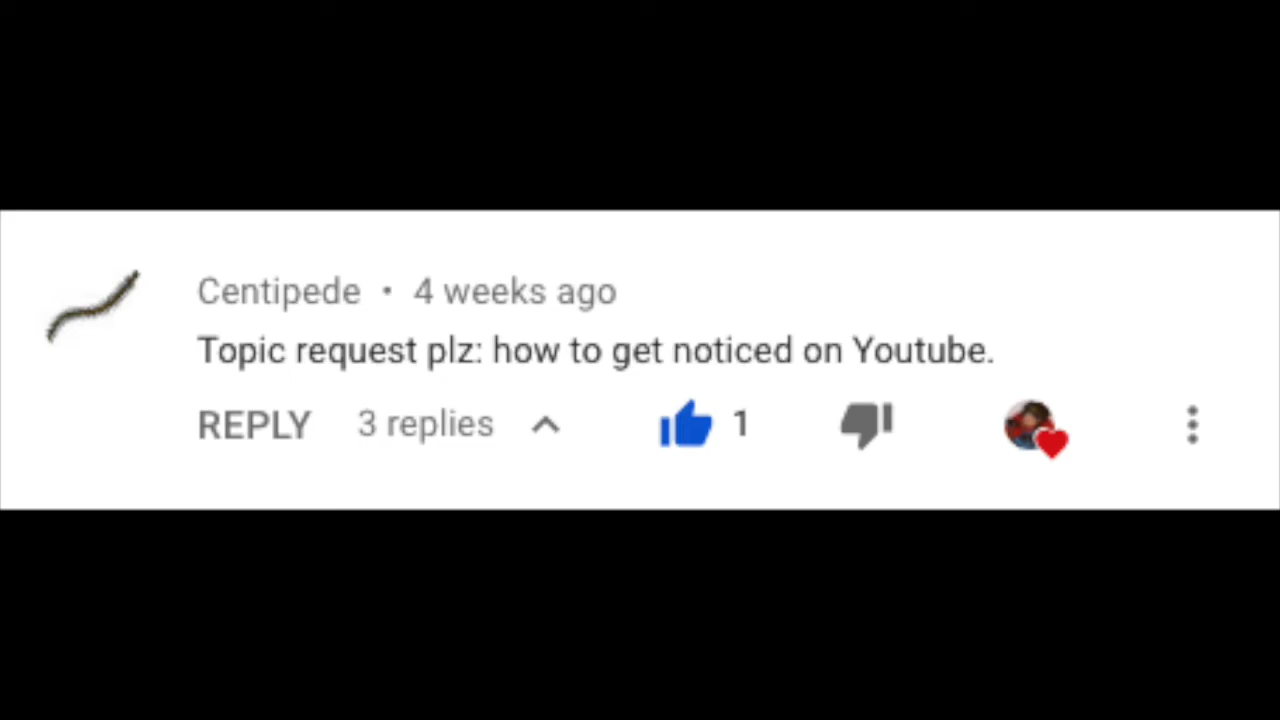 Centipede • 4 weeks ago
Topic request plz: how to get noticed on Youtube.
REPLY 3 replies 1